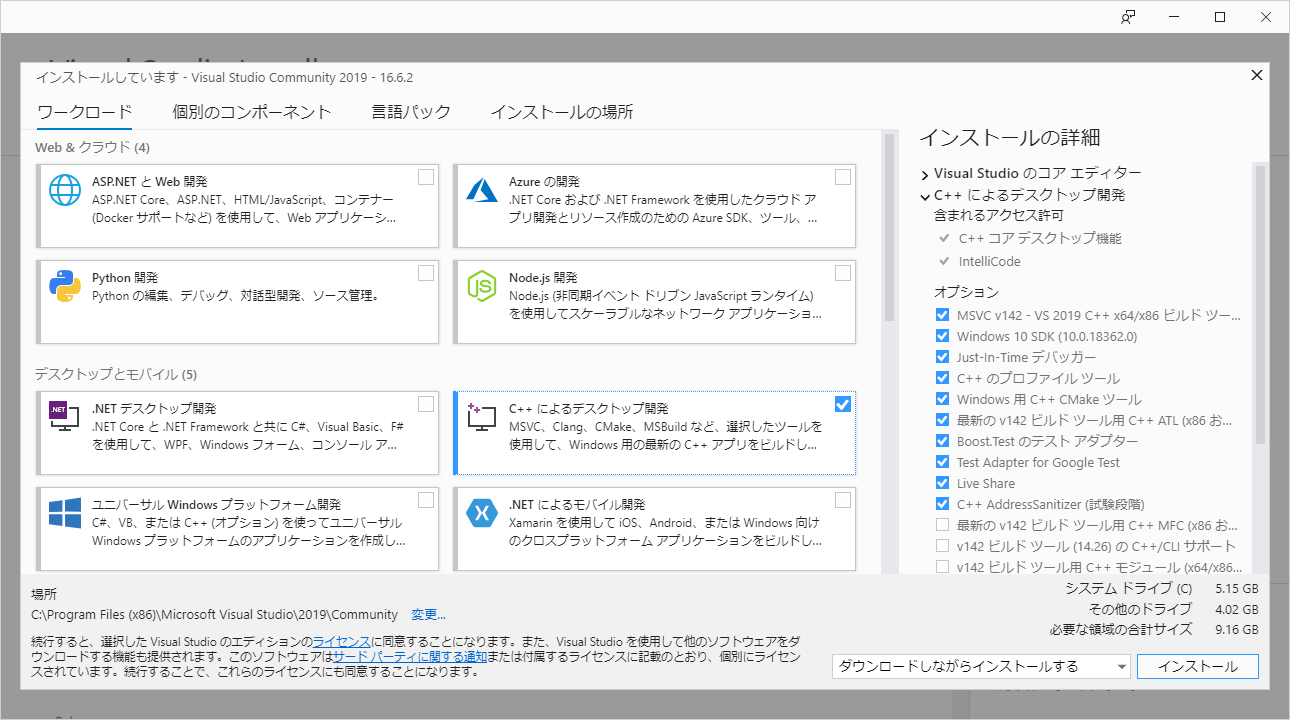 インストールしています - Visual Studio Community 2019 - 16.6.2
ワークロード 個別のコンポーネント 言語パック インストールの場所
Web & クラウド (4)
ASP.NET と Web 開発
ASP.NET Core、ASP.NET、HTML/JavaScript、コンテナー
(Docker サポートなど) を使用して、Web アプリケーシ...
Azure の開発
.NET Core および .NET Framework を使用したクラウド ア
プリ開発とリソース作成のための Azure SDK、ツール、...
Python 開発
Python の編集、デバッグ、対話型開発、ソース管理。
Node.js 開発
Node.js (非同期イベント ドリブン JavaScript ランタイム)
を使用してスケーラブルなネットワーク アプリケーショ...
デスクトップとモバイル (5)
.NET
.NET デスクトップ開発
.NET Core と .NET Framework と共に C#、Visual Basic、F#
を使用して、WPF、Windows フォーム、コンソール ア...
C++ によるデスクトップ開発
MSVC、Clang、CMake、MSBuild など、選択したツールを
使用して、Windows 用の最新の C++ アプリをビルドし...
ユニバーサル Windows プラットフォーム開発
C#、VB、または C++ (オプション) を使ってユニバーサル
Windows プラットフォームのアプリケーションを作成し...
.NET によるモバイル開発
Xamarin を使用して iOS、Android、または Windows 向け
のクロスプラットフォーム アプリケーションをビルドし...
インストールの詳細
Visual Studio のコア エディター
C++ によるデスクトップ開発
含まれるアクセス許可
C++ コア デスクトップ機能
IntelliCode
オプション
MSVC v142 - VS 2019 C++ x64/x86 ビルド ツー...
Windows 10 SDK (10.0.18362.0)
Just-In-Time デバッガー
C++ のプロファイル ツール
Windows 用 C++ CMake ツール
最新の v142 ビルド ツール用 C++ ATL (x86 お...
Boost.Test のテスト アダプター
Test Adapter for Google Test
Live Share
C++ AddressSanitizer (試験段階)
最新の v142 ビルド ツール用 C++ MFC (x86 お...
v142 ビルド ツール (14.26) の C++/CLI サポート
v142 ビルド ツール用 C++ モジュール (x64/x86...
場所
C:\Program Files (x86)\Microsoft Visual Studio\2019\Community 変更...
続行すると、選択した Visual Studio のエディションのライセンスに同意することになります。また、Visual Studio を使用して他のソフトウェアをダ
ウンロードする機能も提供されます。このソフトウェアはサード パーティに関する通知または付属するライセンスに記載のとおり、個別にライセン
スされています。続行することで、これらのライセンスにも同意することになります。
システム ドライブ (C) 5.15 GB
その他のドライブ 4.02 GB
必要な領域の合計サイズ 9.16 GB
ダウンロードしながらインストールする インストール